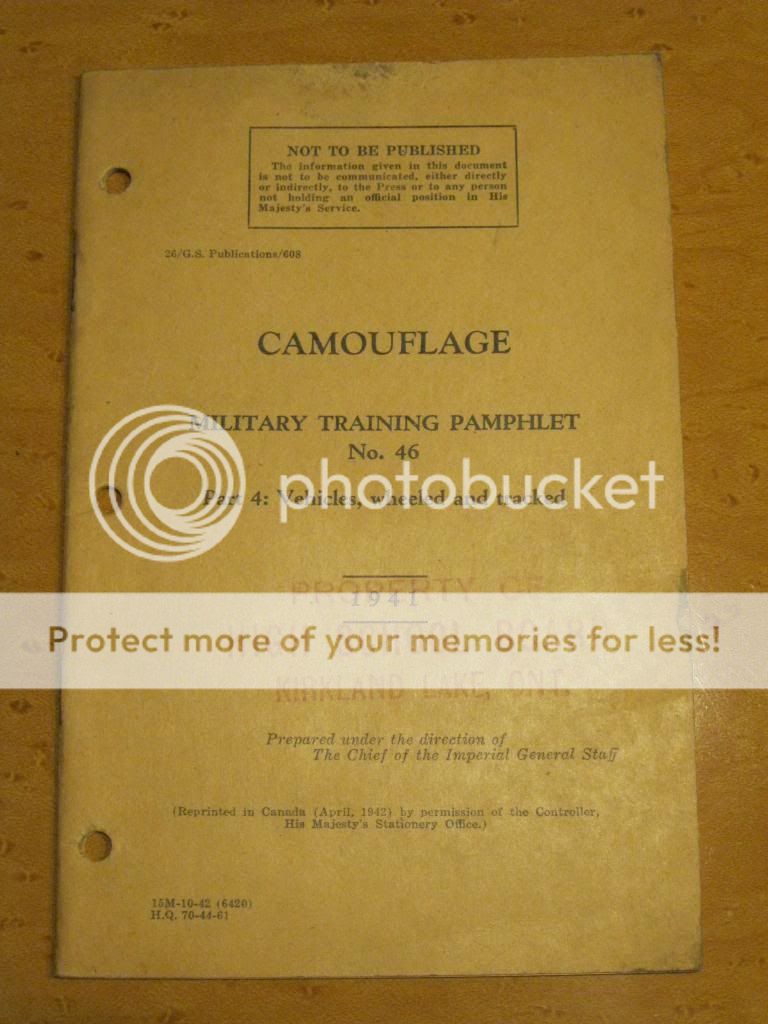 NOT TO BE PUBLISHED
The information given in this document
is not to be communicated, either directly
or indirectly, to the Press or to any person
not holding an official position in His
Majesty's Service.
26/G.S. Publications/608
CAMOUFLAGE
MILITARY TRAINING PAMPHLET
No. 46
Part 4: Vehicles, wheeled and tracked
photobucket
PROPERTY OF
1941
Protect more of your memories for less!
HIGH SCHOOL BOARD
KIRKLAND LAKE, ONT.
Prepared under the direction of
The Chief of the Imperial General Staff
(Reprinted in Canada (April, 1942) by permission of the Controller,
His Majesty's Stationery Office.)
15M-10-42 (6420)
H.Q. 70-44-61